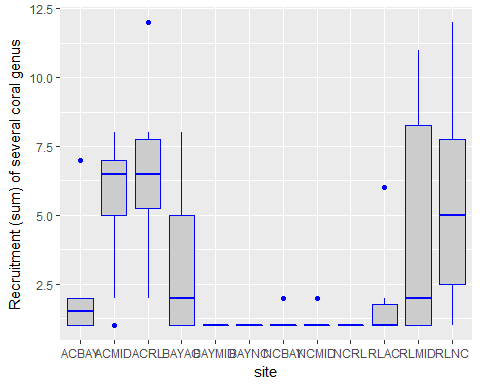 Recruitment (sum) of several coral genus
12.5
10.0
7.5
5.0
2.5
ACBAY ACMID ACRL BAYAC BAYMID BAYNC NCBAY NCMID NCRL RLAC RLMID RLNC
site